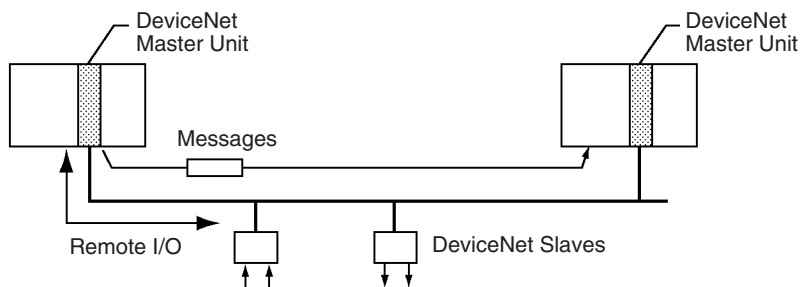 DeviceNet
Master Unit
DeviceNet
Master Unit
Messages
Remote I/O
DeviceNet Slaves